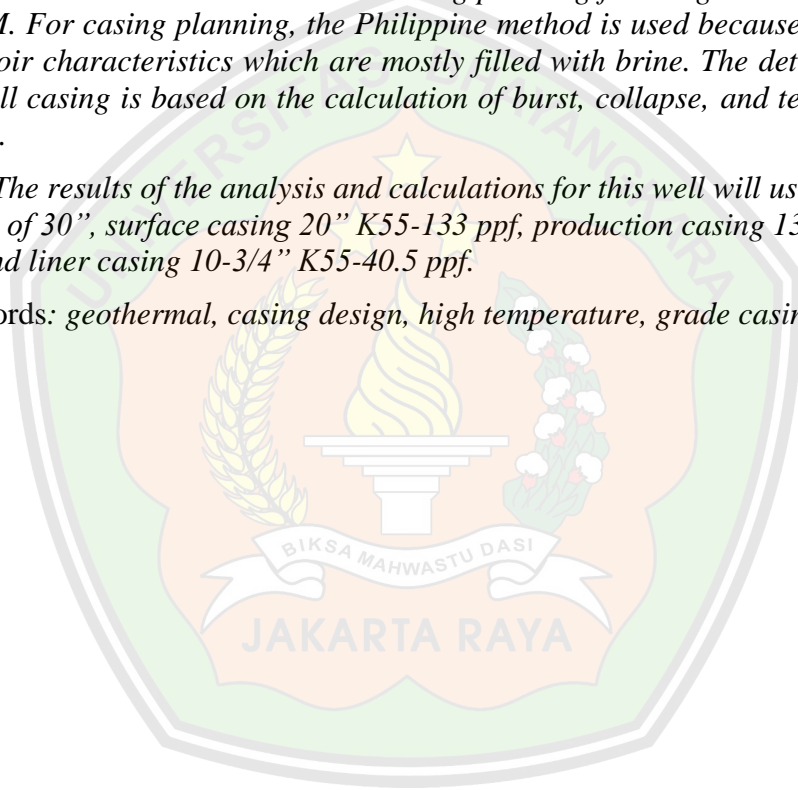 M. For casing planning, the Philippine method is used because
oir characteristics which are mostly filled with brine. The det
ll casing is based on the calculation of burst, collapse, and te
.
The results of the analysis and calculations for this well will us
of 30”, surface casing 20” K55-133 ppf, production casing 13
nd liner casing 10-3/4” K55-40.5 ppf.
ords: geothermal, casing design, high temperature, grade casin
UNIVERSITAS BHAYANGKARA
BIKSA MAHWASTU DASI
JAKARTA RAYA